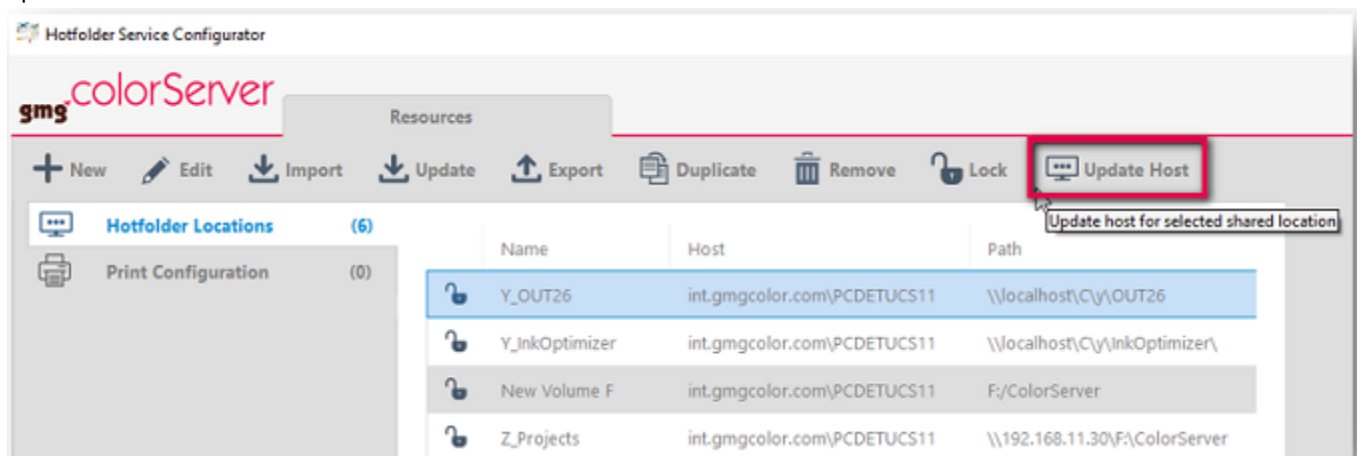 Hotfolder Service Configurator
gmg colorServer
Resources
New Edit Import Update Export Duplicate Remove Lock Update Host
Update host for selected shared location
Hotfolder Locations (6)
Print Configuration (0)
Name Host Path
Y_OUT26 int.gmgcolor.com\PCDETUCS11 \\localhost\C\y\OUT26
Y_InkOptimizer int.gmgcolor.com\PCDETUCS11 \\localhost\C\y\InkOptimizer\
New Volume F int.gmgcolor.com\PCDETUCS11 F:/ColorServer
Z_Projects int.gmgcolor.com\PCDETUCS11 \\192.168.11.30\F:\ColorServer